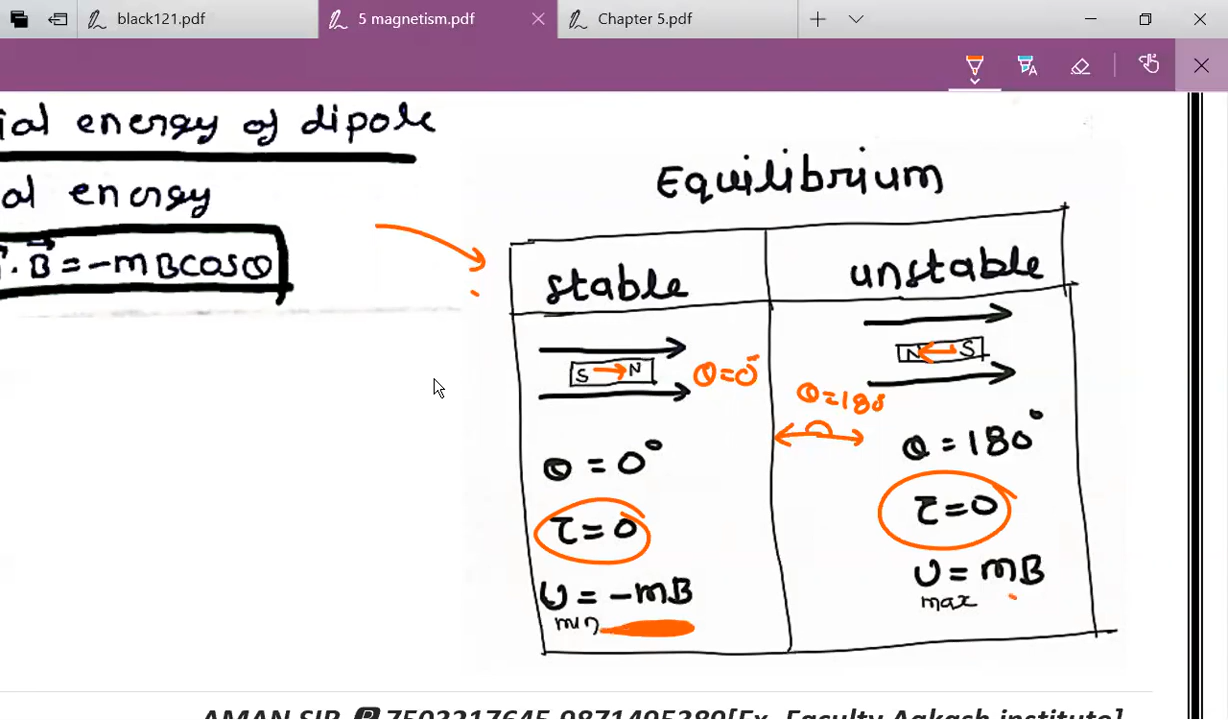 black121.pdf
5 magnetism.pdf
Chapter 5.pdf
ial energy of dipole
al energy
. B = -mBcosθ
Equilibrium
stable
unstable
S N
θ=0°
N S
θ=180
θ = 0°
θ = 180°
τ = 0
τ = 0
U = -mB
min
U = mB
max